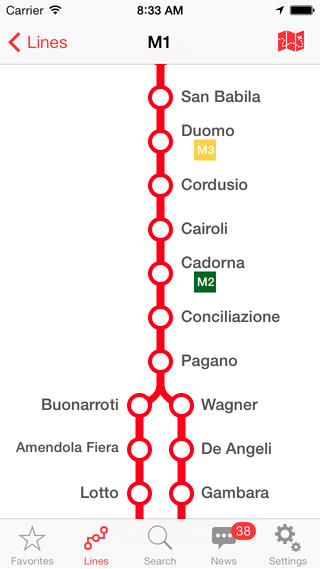 Carrier 8:33 AM
Lines M1
San Babila
Duomo
M3
Cordusio
Cairoli
Cadorna
M2
Conciliazione
Pagano
Buonarroti Wagner
Amendola Fiera De Angeli
Lotto Gambara
38
Favorites Lines Search News Settings